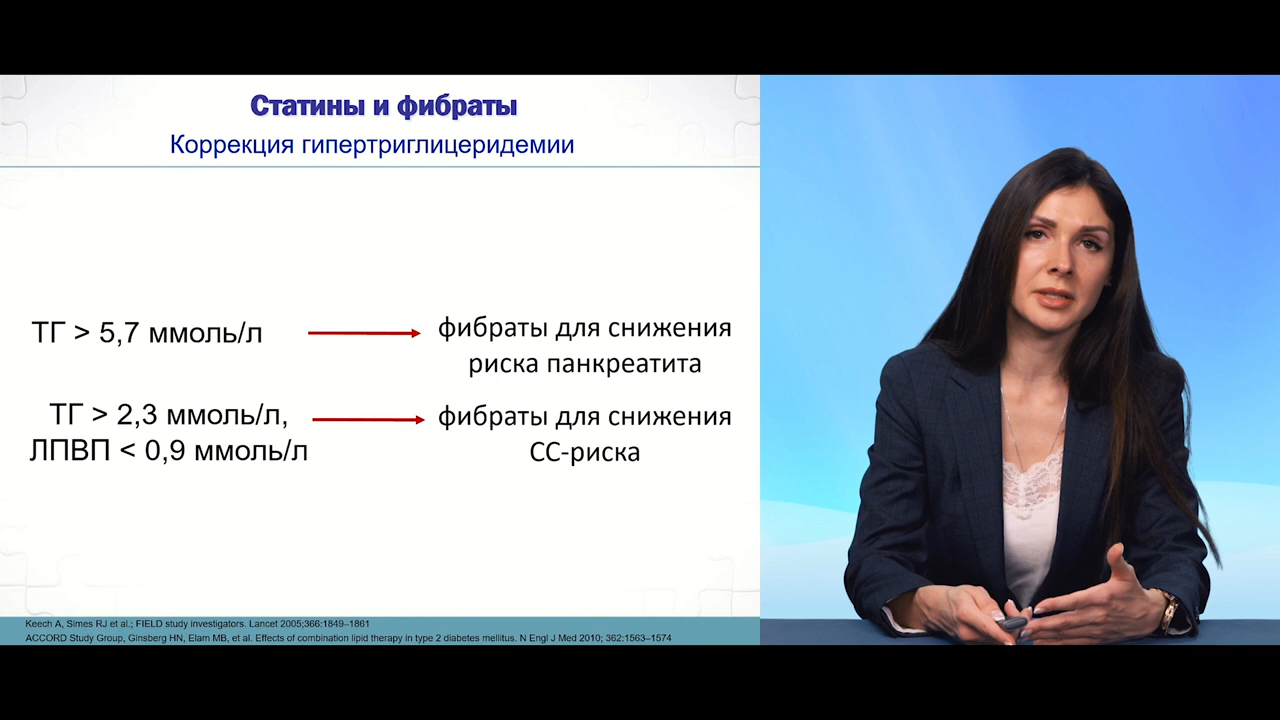 Статины и фибраты
Коррекция гипертриглицеридемии
ТГ > 5,7 ммоль/л
фибраты для снижения
риска панкреатита
ТГ > 2,3 ммоль/л,
ЛПВП < 0,9 ммоль/л
фибраты для снижения
СС-риска
Keech A, Simes RJ et al.; FIELD study investigators. Lancet 2005;366:1849–1861
ACCORD Study Group, Ginsberg HN, Elam MB, et al. Effects of combination lipid therapy in type 2 diabetes mellitus. N Engl J Med 2010; 362:1563–1574